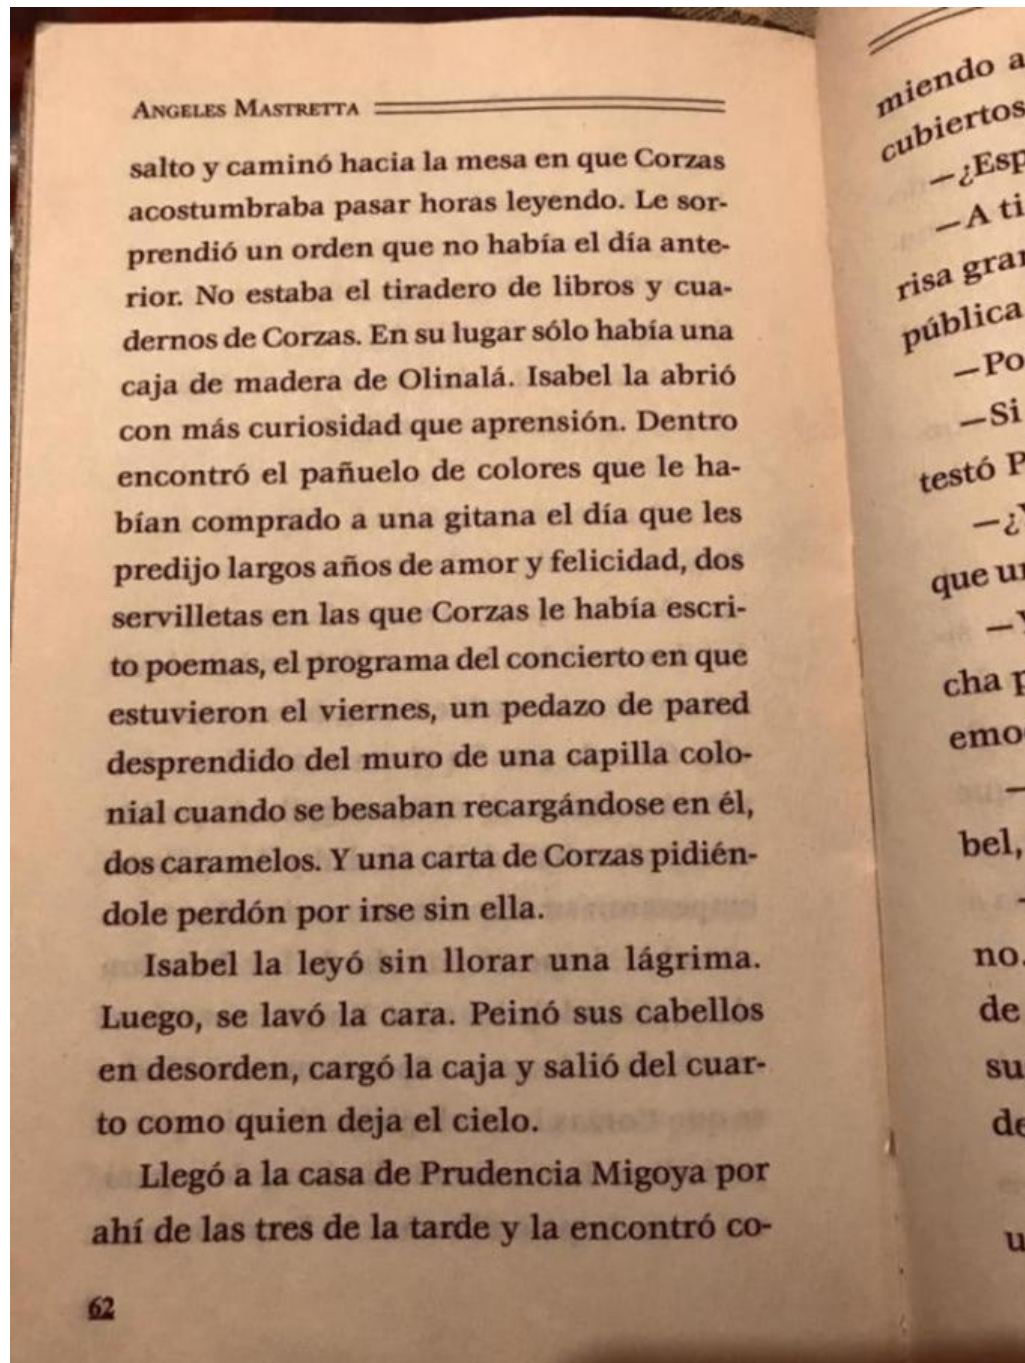 ANGELES MASTRETTA
salto y caminó hacia la mesa en que Corzas
acostumbraba pasar horas leyendo. Le sor-
prendió un orden que no había el día ante-
rior. No estaba el tiradero de libros y cua-
dernos de Corzas. En su lugar sólo había una
caja de madera de Olinalá. Isabel la abrió
con más curiosidad que aprensión. Dentro
encontró el pañuelo de colores que le ha-
bían comprado a una gitana el día que les
predijo largos años de amor y felicidad, dos
servilletas en las que Corzas le había escri-
to poemas, el programa del concierto en que
estuvieron el viernes, un pedazo de pared
desprendido del muro de una capilla colo-
nial cuando se besaban recargándose en él,
dos caramelos. Y una carta de Corzas pidién-
dole perdón por irse sin ella.
Isabel la leyó sin llorar una lágrima.
Luego, se lavó la cara. Peinó sus cabellos
en desorden, cargó la caja y salió del cuar-
to como quien deja el cielo.
Llegó a la casa de Prudencia Migoya por
ahí de las tres de la tarde y la encontró co-
62
miendo a
cubiertos
—¿Esp
—A ti
risa gra
pública
—Po
—Si
testó P
—¿
que u
—
cha p
emo
—
bel,
no.
de
su
de
u